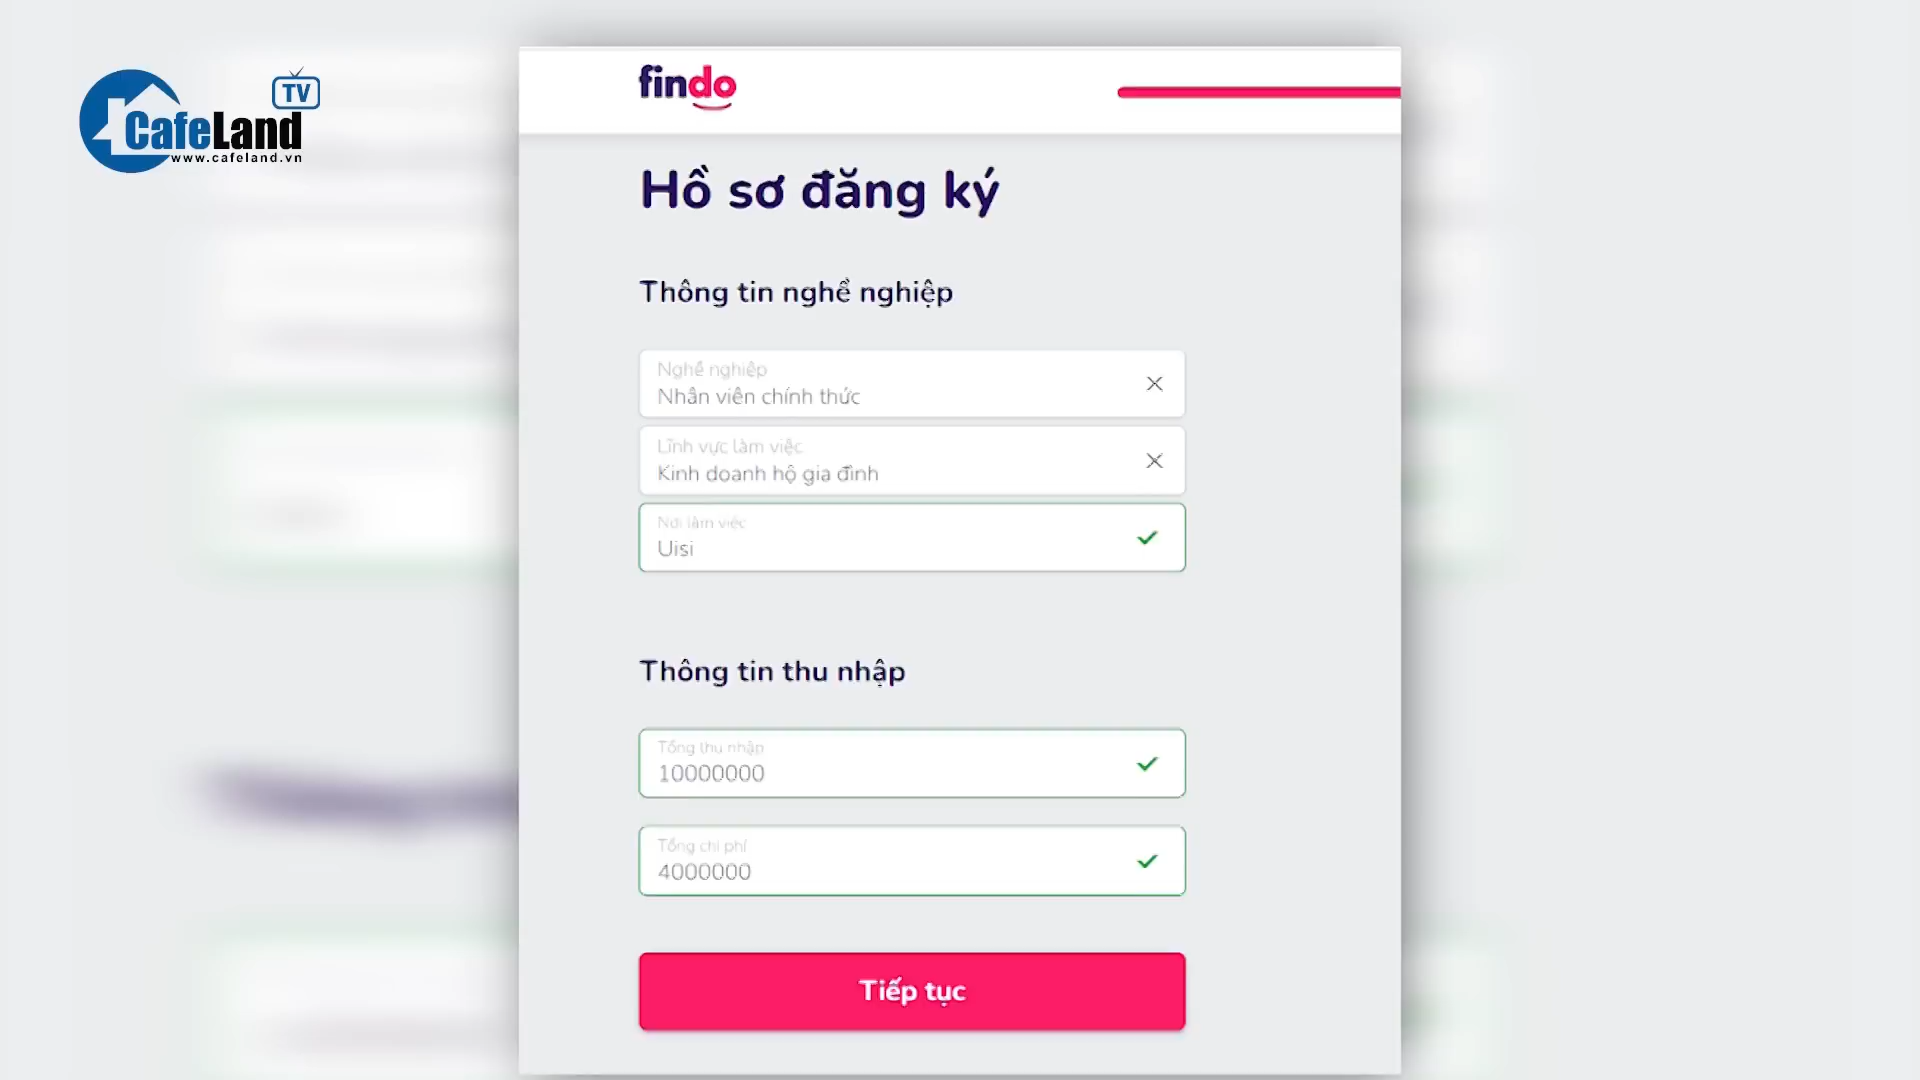 TV
CafeLand
www.cafeland.vn
findo
Hồ sơ đăng ký
Thông tin nghề nghiệp
Nghề nghiệp
Nhân viên chính thức
Lĩnh vực làm việc
Kinh doanh hộ gia đình
Nơi làm việc
Uisi
Thông tin thu nhập
Tổng thu nhập
10000000
Tổng chi phí
4000000
Tiếp tục